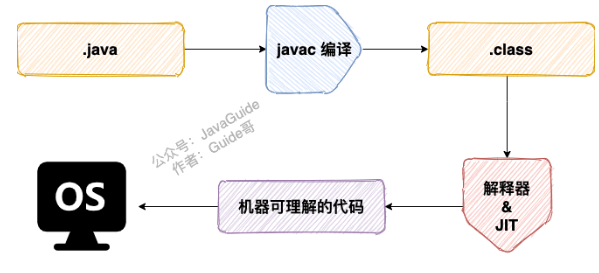 .java
javac 编译
.class
公众号：JavaGuide
作者：Guide哥
解释器
&
JIT
机器可理解的代码
OS